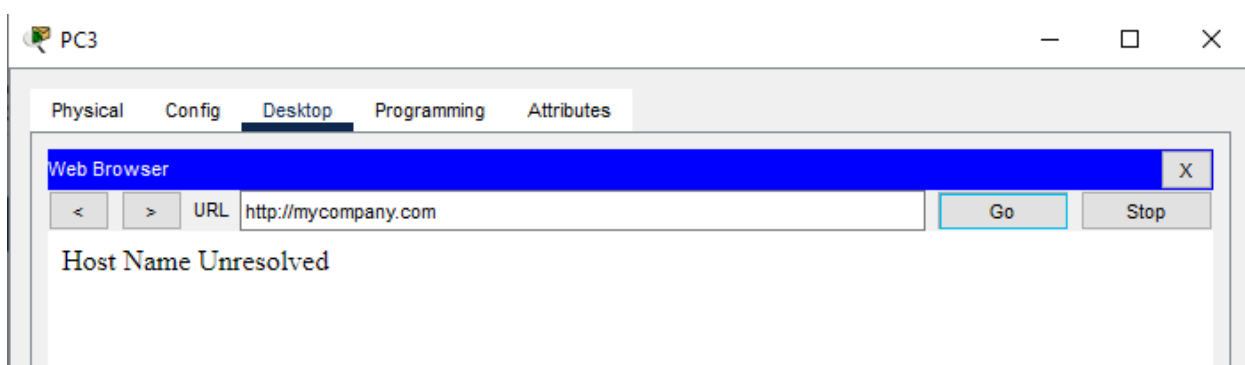 PC3
Physical Config Desktop Programming Attributes
Web Browser X
< > URL http://mycompany.com Go Stop
Host Name Unresolved